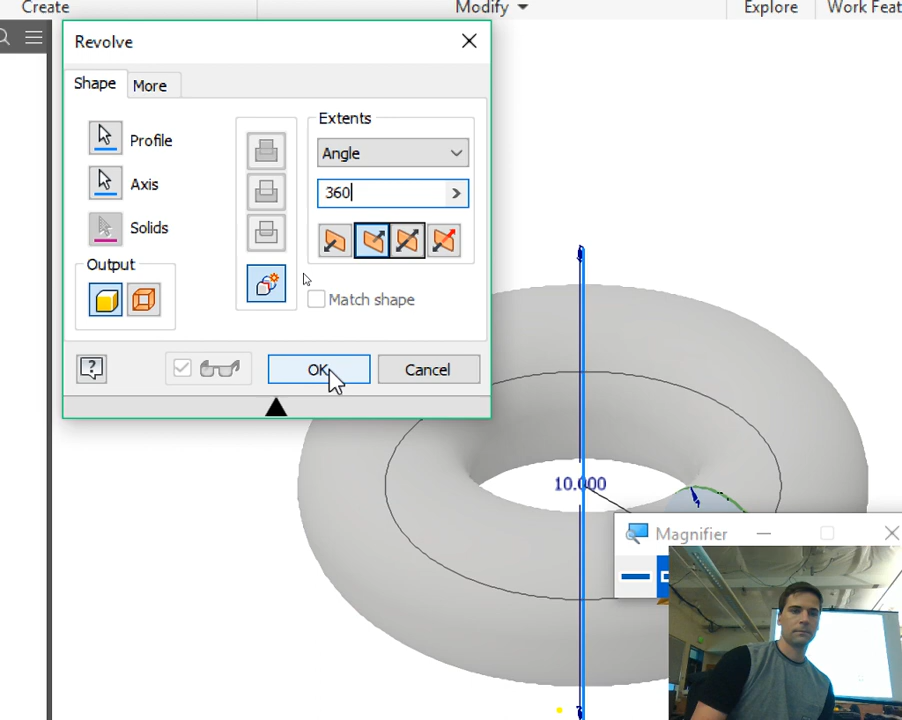 Create
Modify
Explore
Work Feat
Revolve
Shape
More
Profile
Axis
Solids
Output
Extents
Angle
360
Match shape
OK
Cancel
10.000
Magnifier